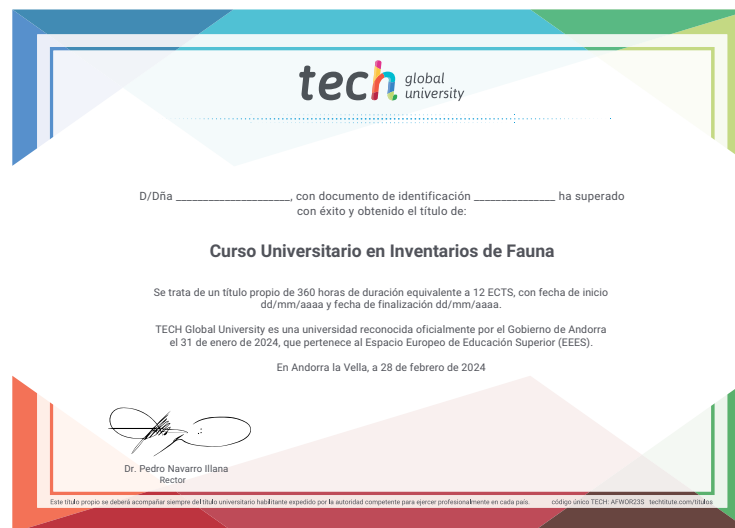 tech global university
D/Dña ____________________, con documento de identificación ______________ ha superado
con éxito y obtenido el título de:
Curso Universitario en Inventarios de Fauna
Se trata de un título propio de 360 horas de duración equivalente a 12 ECTS, con fecha de inicio
dd/mm/aaaa y fecha de finalización dd/mm/aaaa.
TECH Global University es una universidad reconocida oficialmente por el Gobierno de Andorra
el 31 de enero de 2024, que pertenece al Espacio Europeo de Educación Superior (EEES).
En Andorra la Vella, a 28 de febrero de 2024
Dr. Pedro Navarro Illana
Rector
Este título propio se deberá acompañar siempre del título universitario habilitante expedido por la autoridad competente para ejercer profesionalmente en cada país. código único TECH: AFWOR23S techtitute.com/titulos